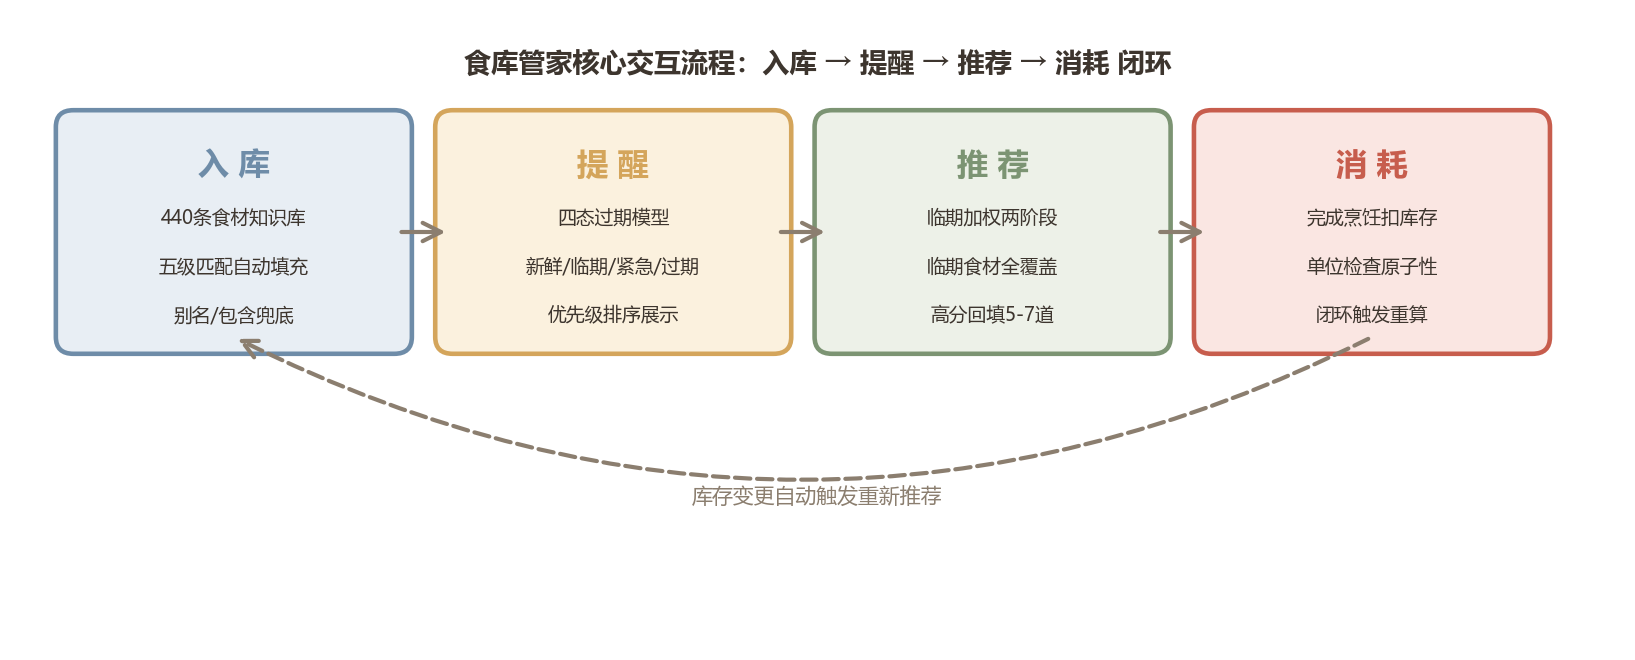 食库管家核心交互流程：入库 → 提醒 → 推荐 → 消耗 闭环
入 库
440条食材知识库
五级匹配自动填充
别名/包含兜底
提 醒
四态过期模型
新鲜/临期/紧急/过期
优先级排序展示
推 荐
临期加权两阶段
临期食材全覆盖
高分回填5-7道
消 耗
完成烹饪扣库存
单位检查原子性
闭环触发重算
库存变更自动触发重新推荐